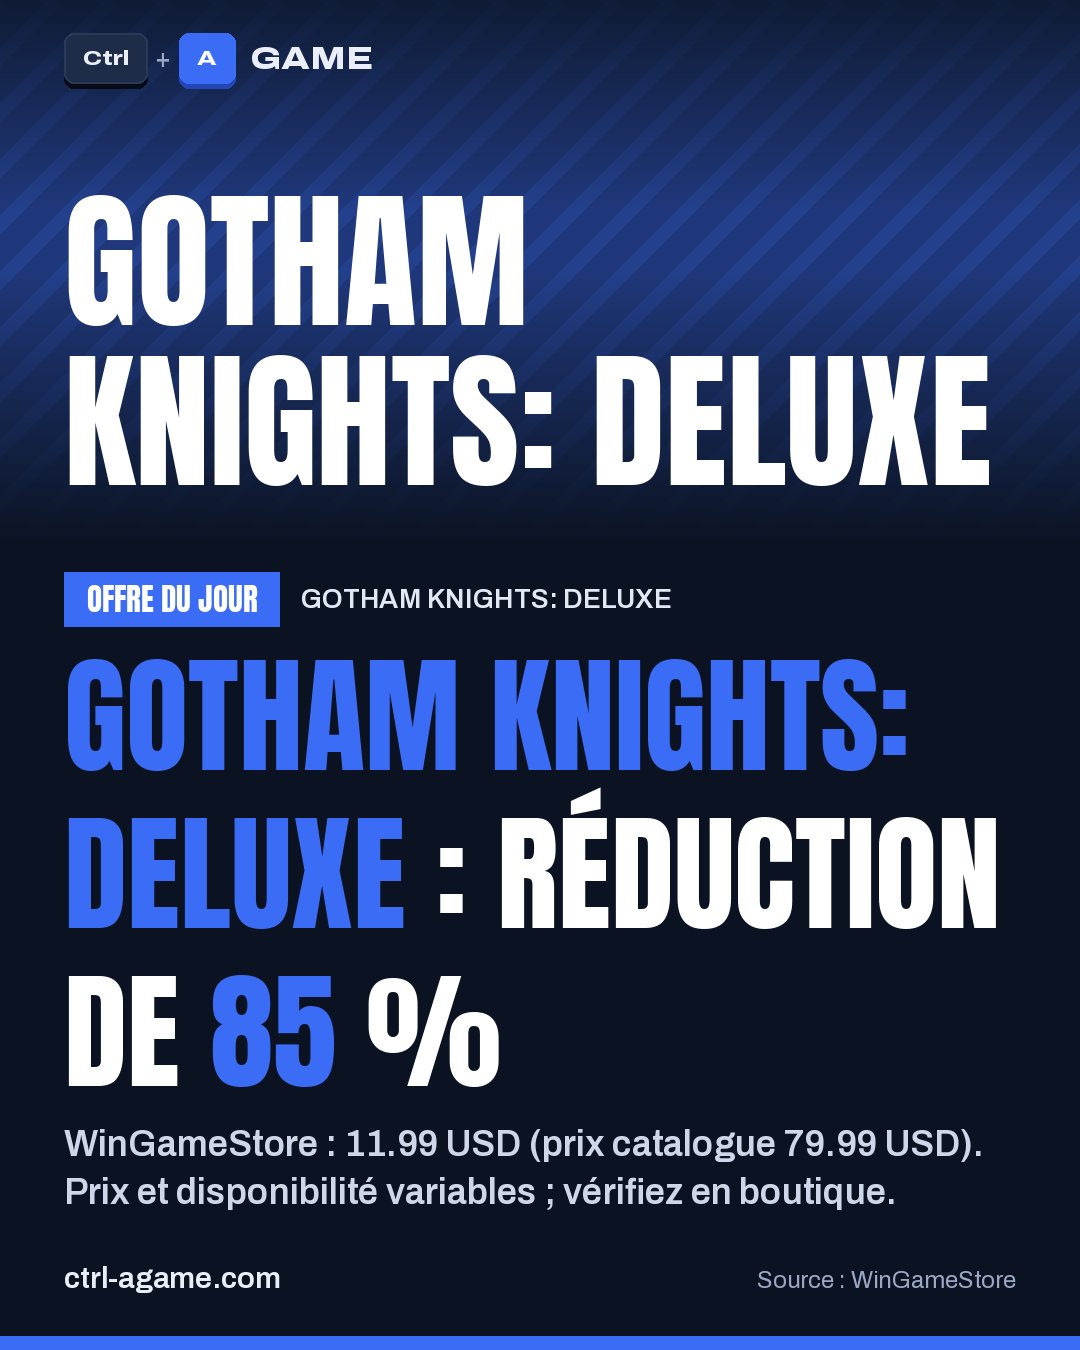 Ctrl + A GAME
GOTHAM
KNIGHTS: DELUXE
OFFRE DU JOUR GOTHAM KNIGHTS: DELUXE
GOTHAM KNIGHTS:
DELUXE : RÉDUCTION
DE 85 %
WinGameStore : 11.99 USD (prix catalogue 79.99 USD).
Prix et disponibilité variables ; vérifiez en boutique.
ctrl-agame.com Source : WinGameStore